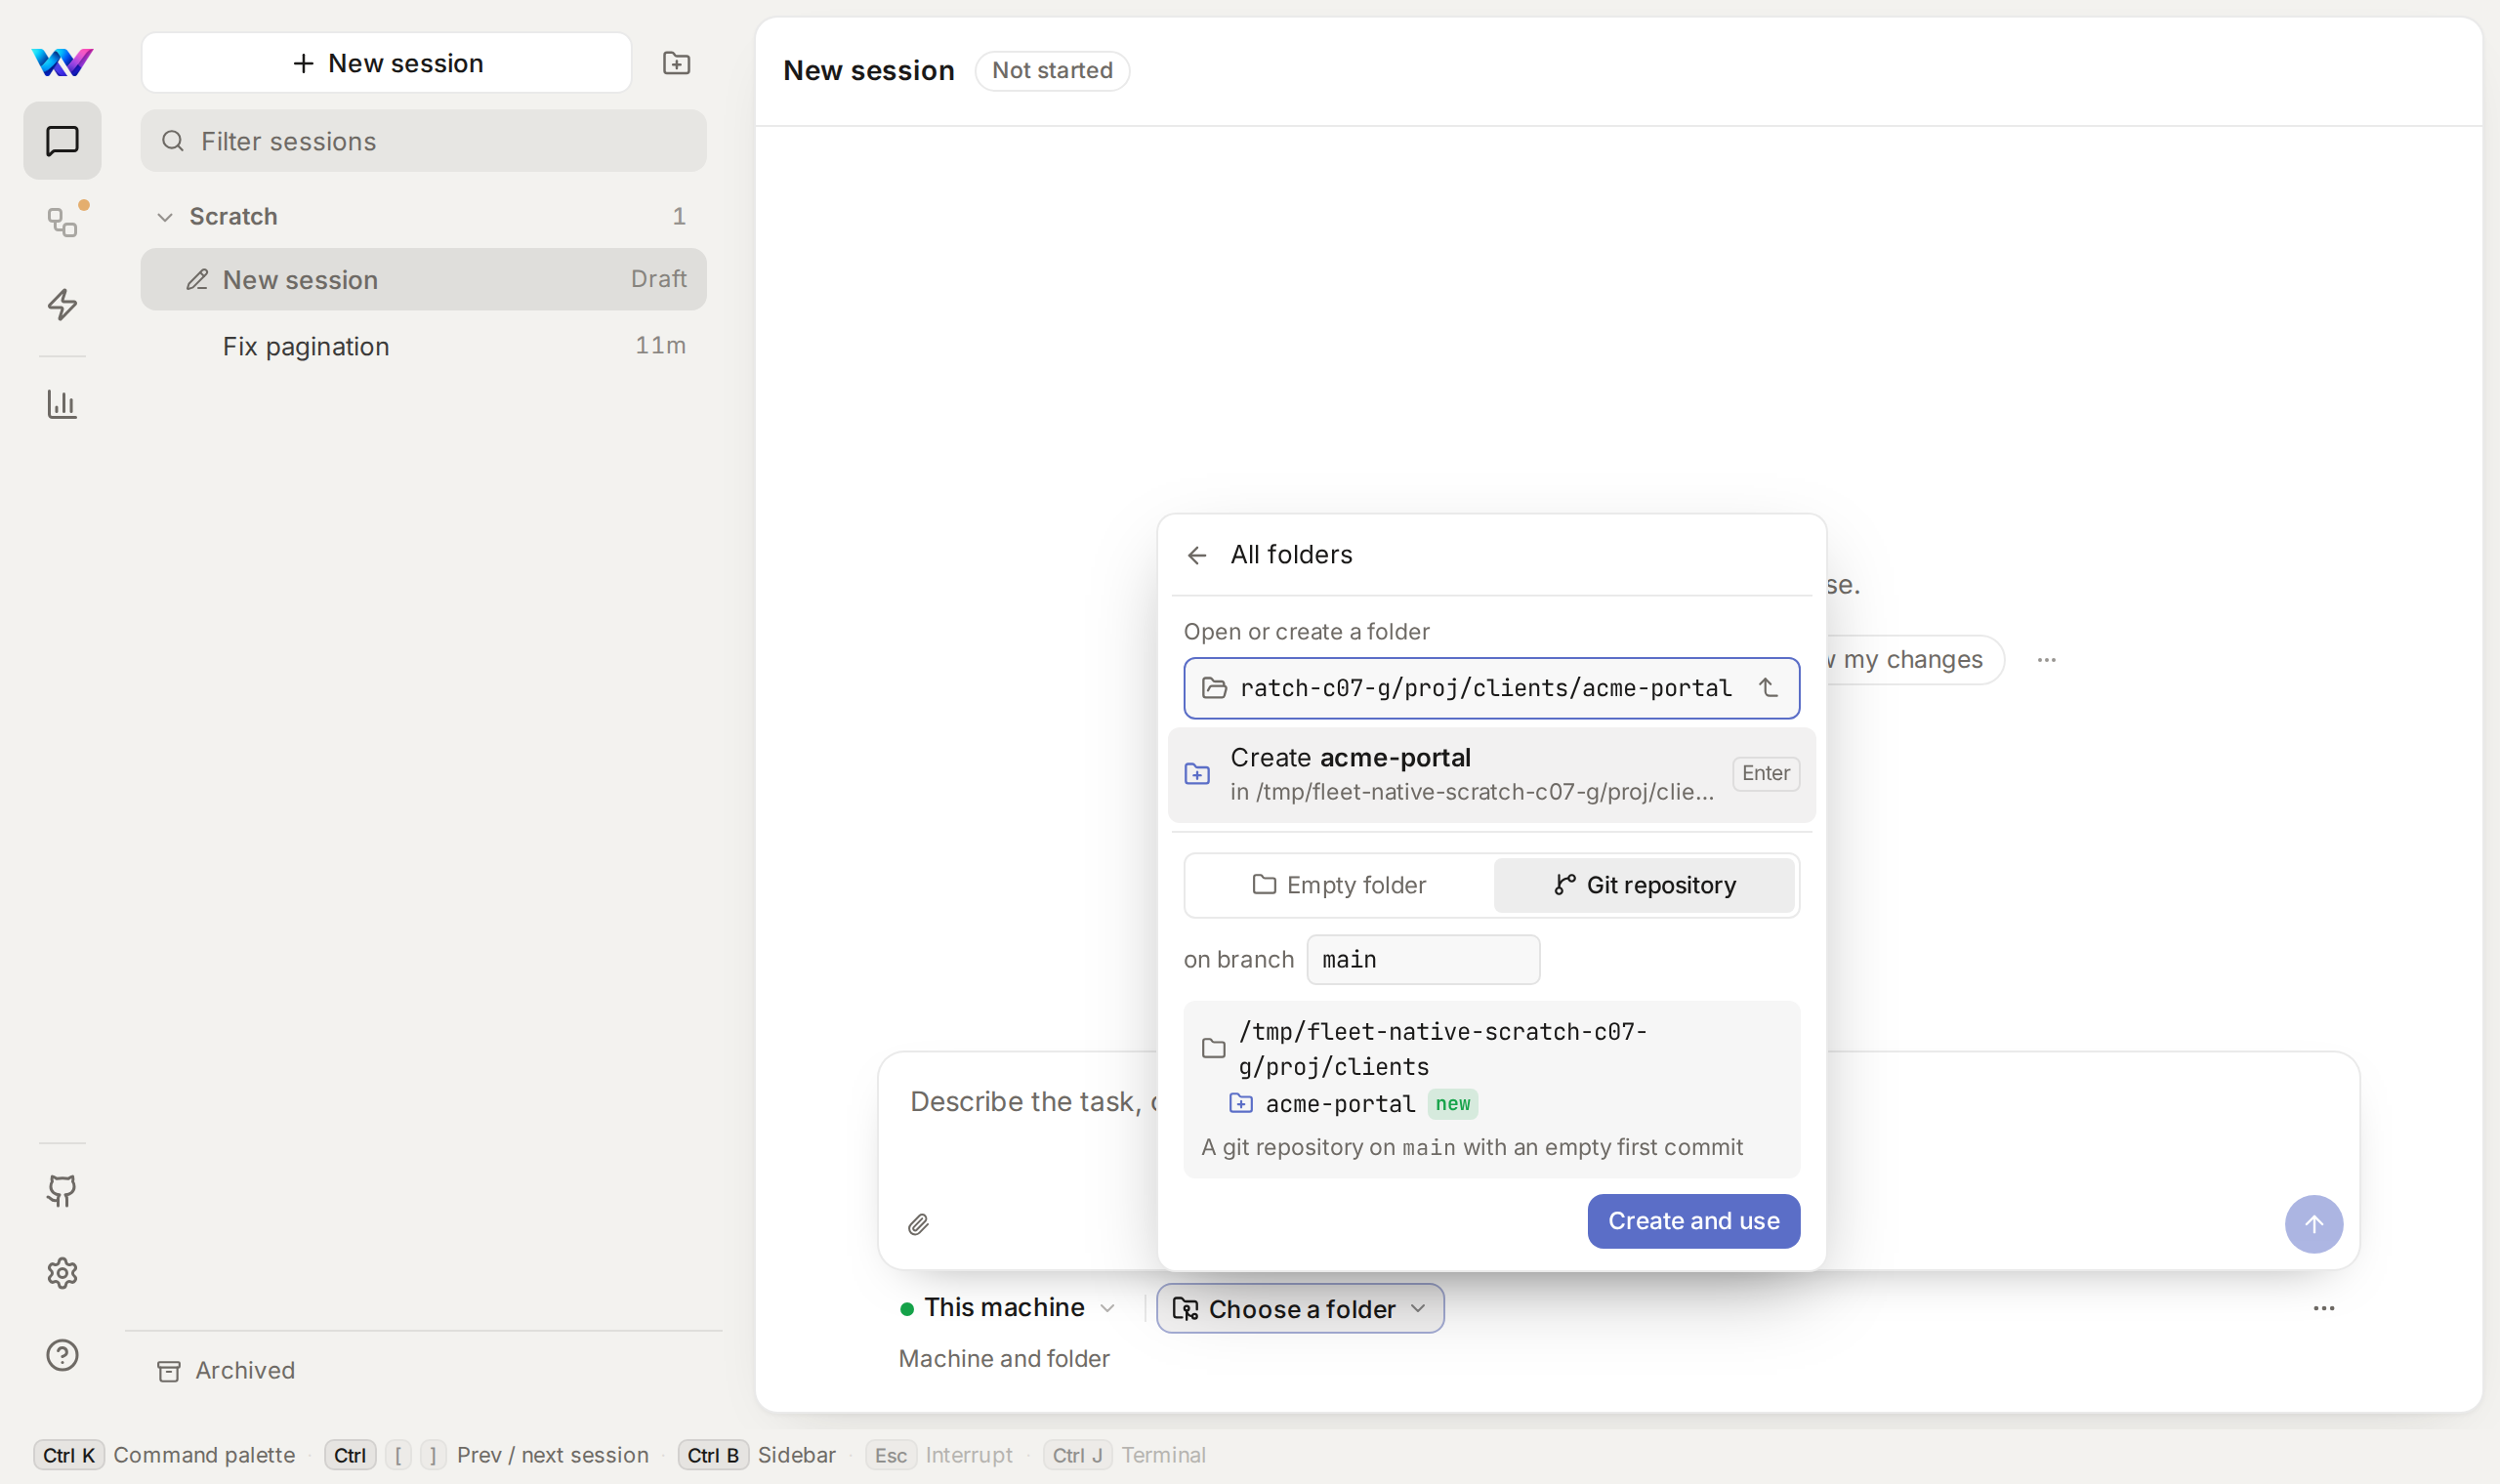 New session
Filter sessions
Scratch 1
New session Draft
Fix pagination 11m
Archived
New session Not started
se.
my changes
All folders
Open or create a folder
ratch-c07-g/proj/clients/acme-portal
Create acme-portal
in /tmp/fleet-native-scratch-c07-g/proj/clie...
Enter
Empty folder Git repository
on branch main
/tmp/fleet-native-scratch-c07-
g/proj/clients
acme-portal new
A git repository on main with an empty first commit
Create and use
Describe the task,
This machine Choose a folder
Machine and folder
Ctrl K Command palette · Ctrl [ ] Prev / next session · Ctrl B Sidebar · Esc Interrupt · Ctrl J Terminal